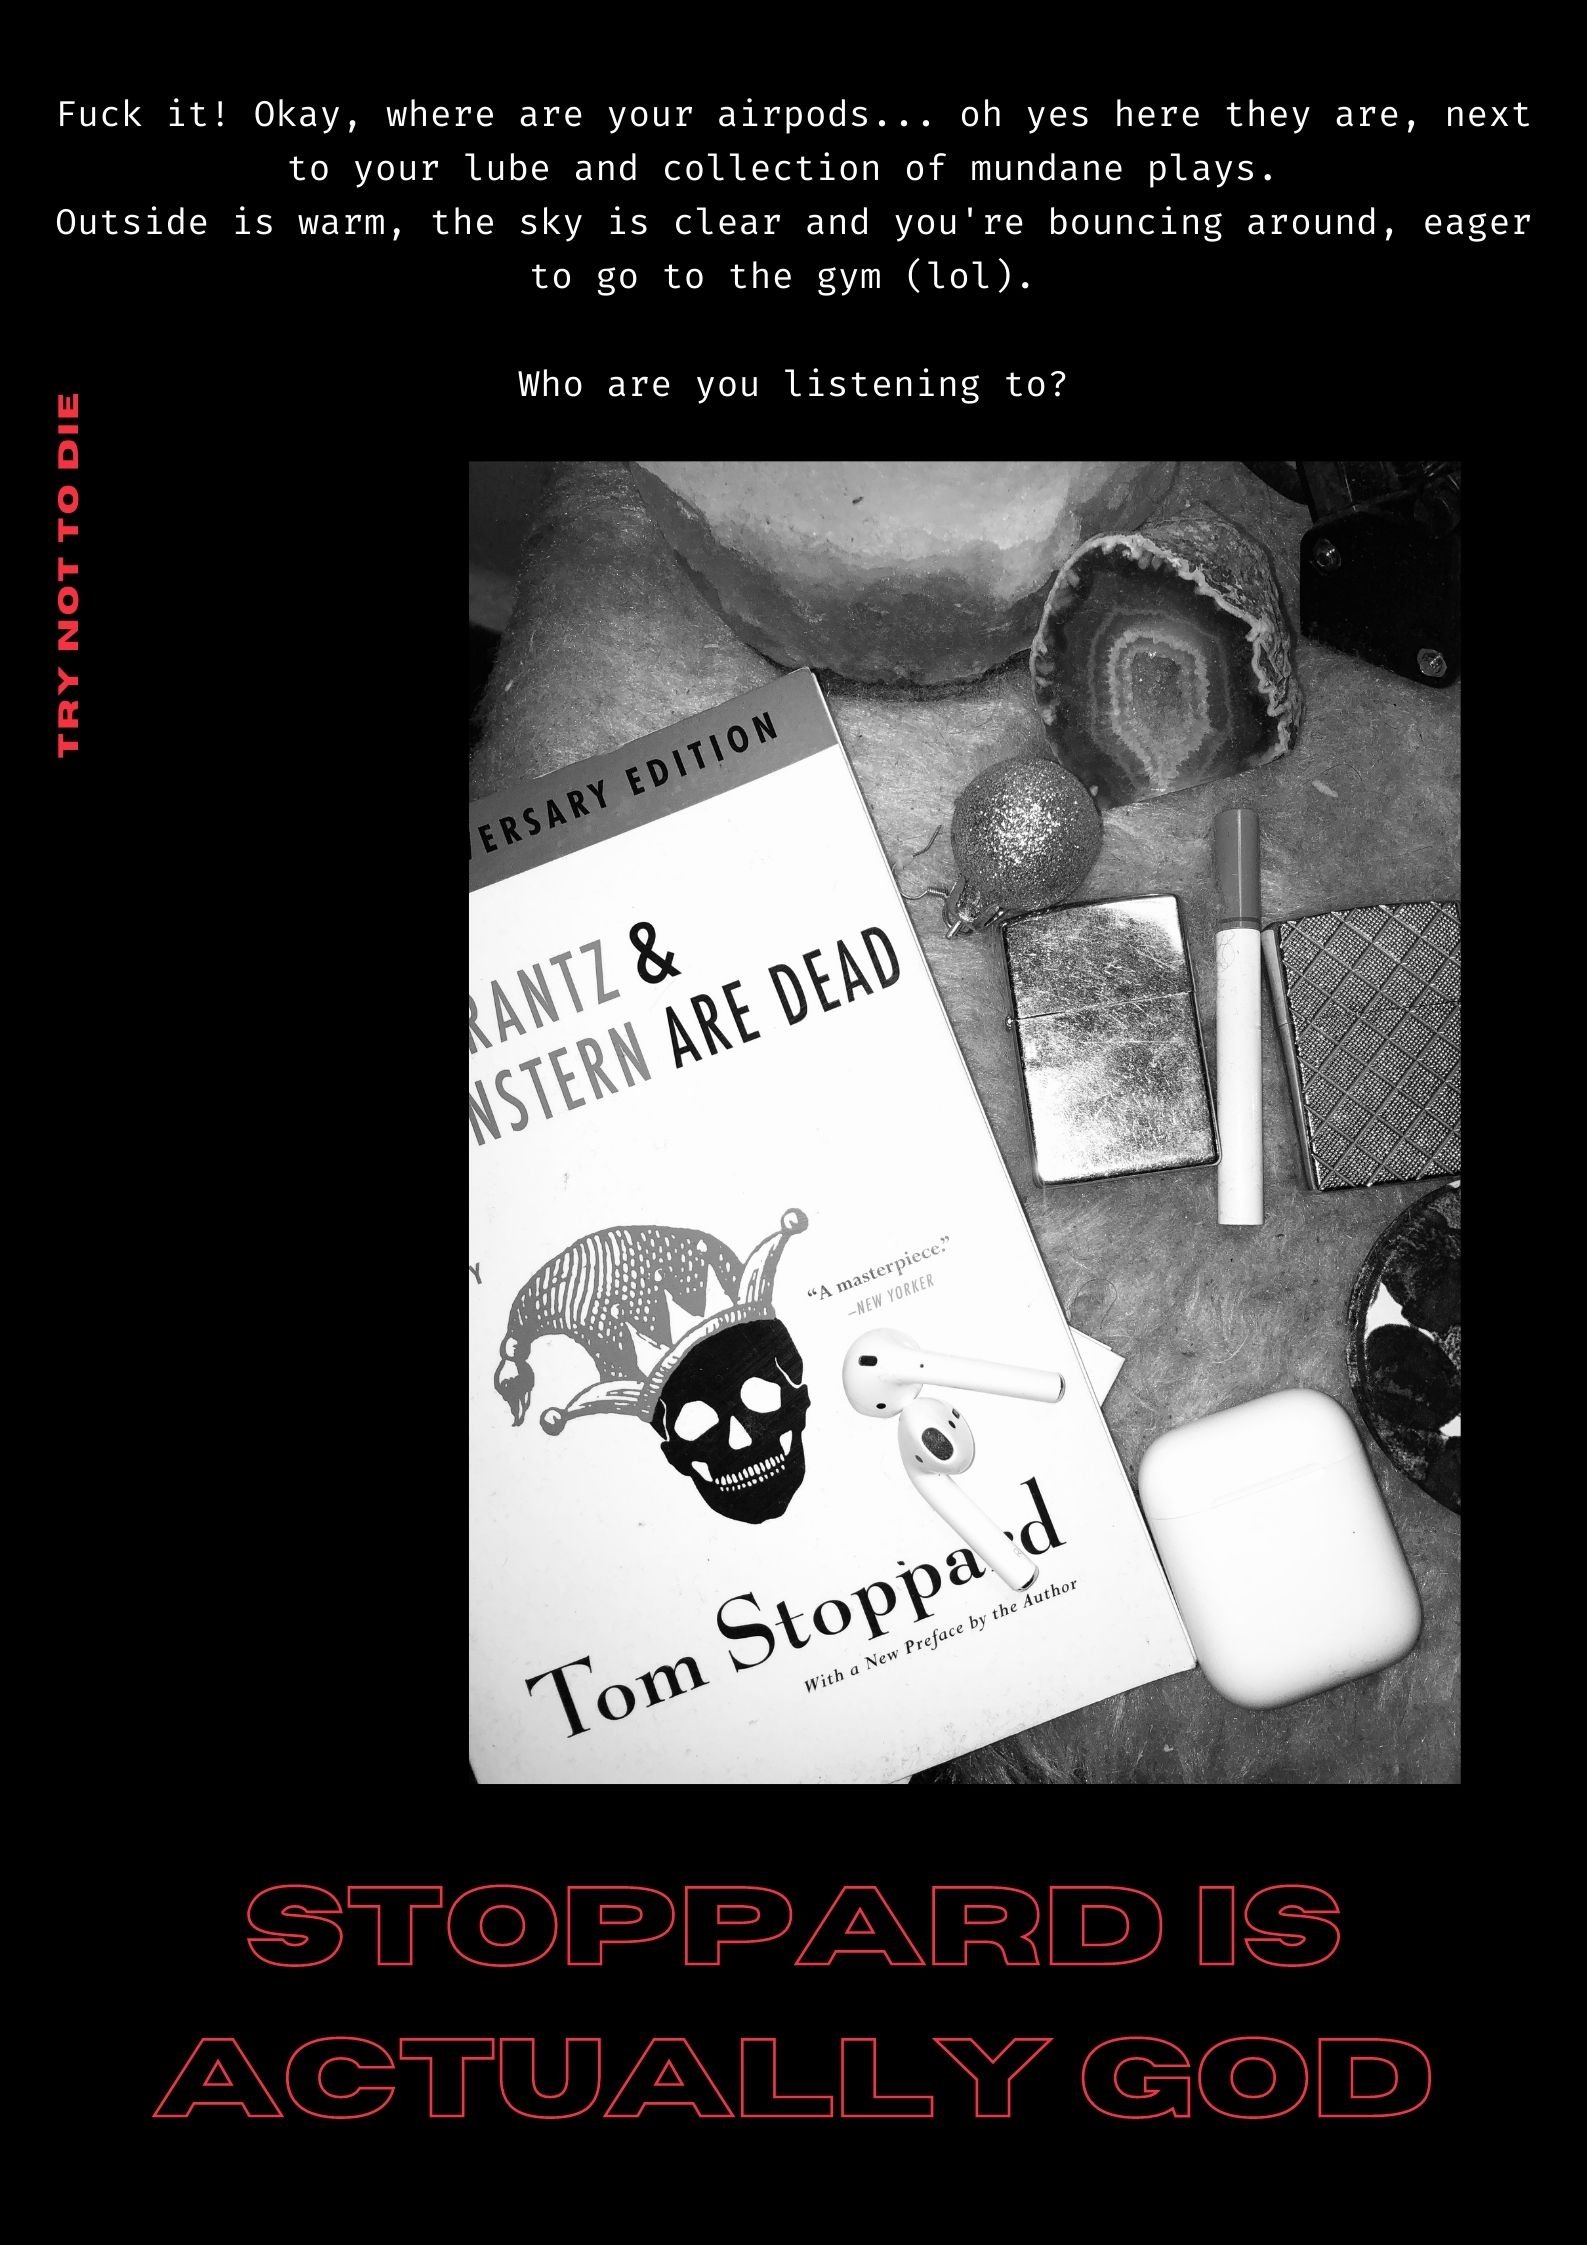 Fuck it! Okay, where are your airpods... oh yes here they are, next
to your lube and collection of mundane plays.
Outside is warm, the sky is clear and you're bouncing around, eager
to go to the gym (lol).
Who are you listening to?
TRY NOT TO DIE
ERSARY EDITION
RANTZ &
NSTERN ARE DEAD
Y
“A masterpiece.”
—NEW YORKER
Tom Stoppard
With a New Preface by the Author
STOPPARD IS
ACTUALLY GOD